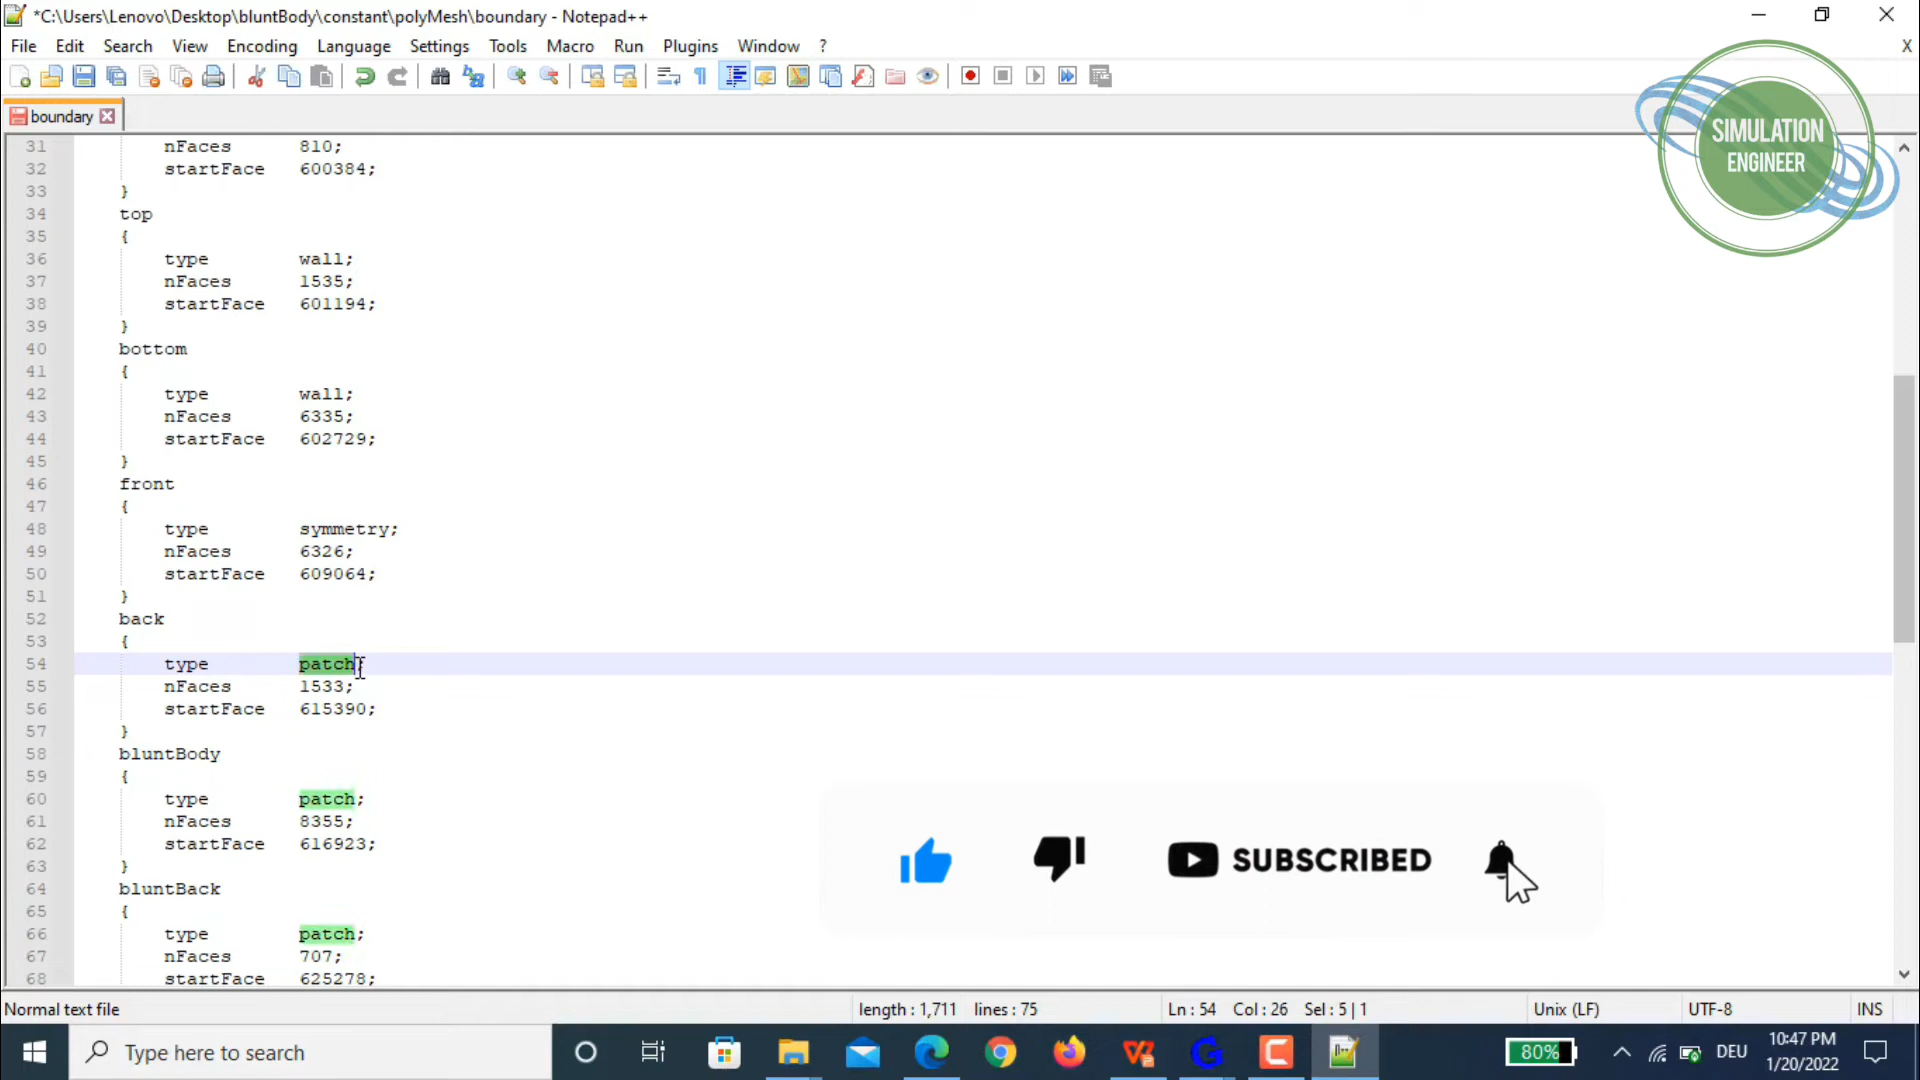 *C:\Users\Lenovo\Desktop\bluntBody\constant\polyMesh\boundary - Notepad++
File Edit Search View Encoding Language Settings Tools Macro Run Plugins Window ? X
boundary
SIMULATION
ENGINEER
31 nFaces 810;
32 startFace 600384;
33 }
34 top
35 {
36 type wall;
37 nFaces 1535;
38 startFace 601194;
39 }
40 bottom
41 {
42 type wall;
43 nFaces 6335;
44 startFace 602729;
45 }
46 front
47 {
48 type symmetry;
49 nFaces 6326;
50 startFace 609064;
51 }
52 back
53 {
54 type patch;
55 nFaces 1533;
56 startFace 615390;
57 }
58 bluntBody
59 {
60 type patch;
61 nFaces 8355;
62 startFace 616923;
63 }
64 bluntBack
65 {
66 type patch;
67 nFaces 707;
68 startFace 625278;
SUBSCRIBED
Normal text file length : 1,711 lines : 75 Ln : 54 Col : 26 Sel : 5 | 1 Unix (LF) UTF-8 INS
Type here to search
80%
DEU
10:47 PM
1/20/2022